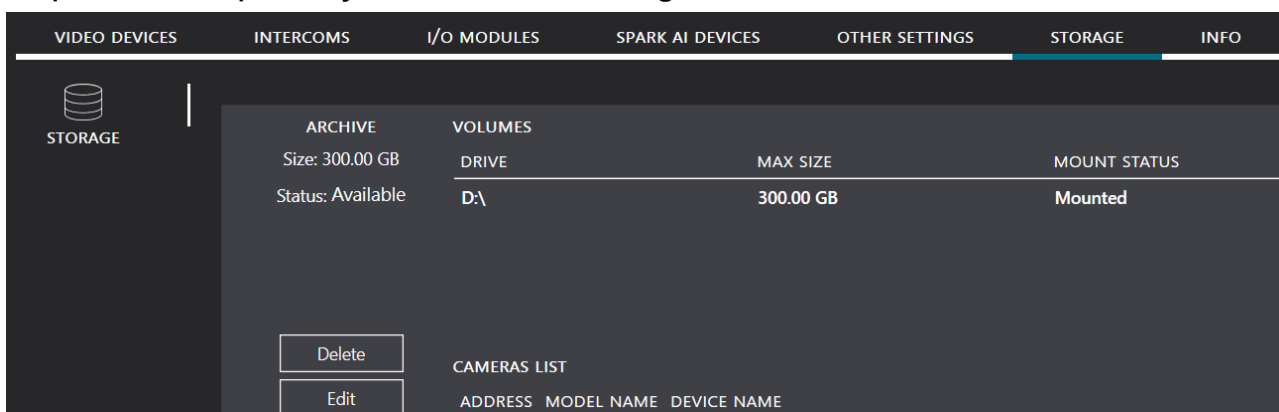 VIDEO DEVICES INTERCOMS I/O MODULES SPARK AI DEVICES OTHER SETTINGS STORAGE INFO
STORAGE
ARCHIVE
Size: 300.00 GB
Status: Available
VOLUMES
DRIVE MAX SIZE MOUNT STATUS
D:\ 300.00 GB Mounted
Delete
Edit
CAMERAS LIST
ADDRESS MODEL NAME DEVICE NAME